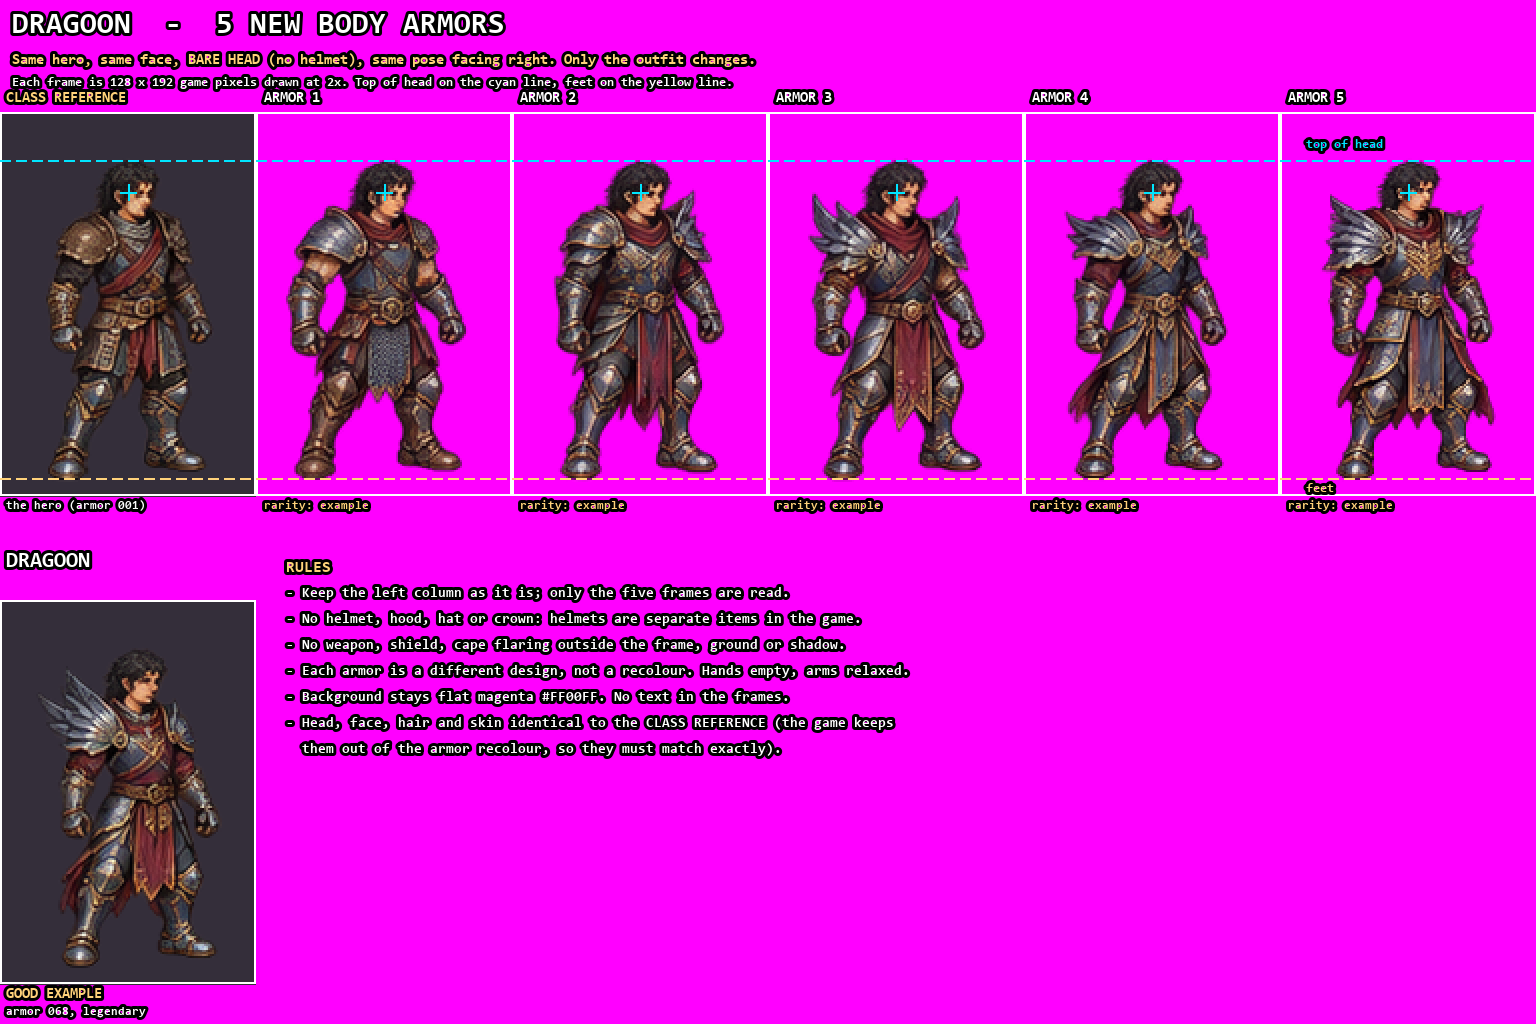 DRAGOON - 5 NEW BODY ARMORS
Same hero, same face, BARE HEAD (no helmet), same pose facing right. Only the outfit changes.
Each frame is 128 x 192 game pixels drawn at 2x. Top of head on the cyan line, feet on the yellow line.
CLASS REFERENCE
ARMOR 1
ARMOR 2
ARMOR 3
ARMOR 4
ARMOR 5
top of head
feet
the hero (armor 001)
rarity: example
rarity: example
rarity: example
rarity: example
rarity: example
DRAGOON
RULES
- Keep the left column as it is; only the five frames are read.
- No helmet, hood, hat or crown: helmets are separate items in the game.
- No weapon, shield, cape flaring outside the frame, ground or shadow.
- Each armor is a different design, not a recolour. Hands empty, arms relaxed.
- Background stays flat magenta #FF00FF. No text in the frames.
- Head, face, hair and skin identical to the CLASS REFERENCE (the game keeps
them out of the armor recolour, so they must match exactly).
GOOD EXAMPLE
armor 068, legendary